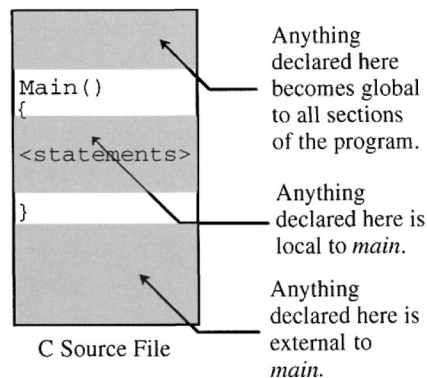 Anything
declared here
becomes global
to all sections
of the program.
Main()
{
<statements>
}
Anything
declared here is
local to main.
Anything
declared here is
external to
main.
C Source File